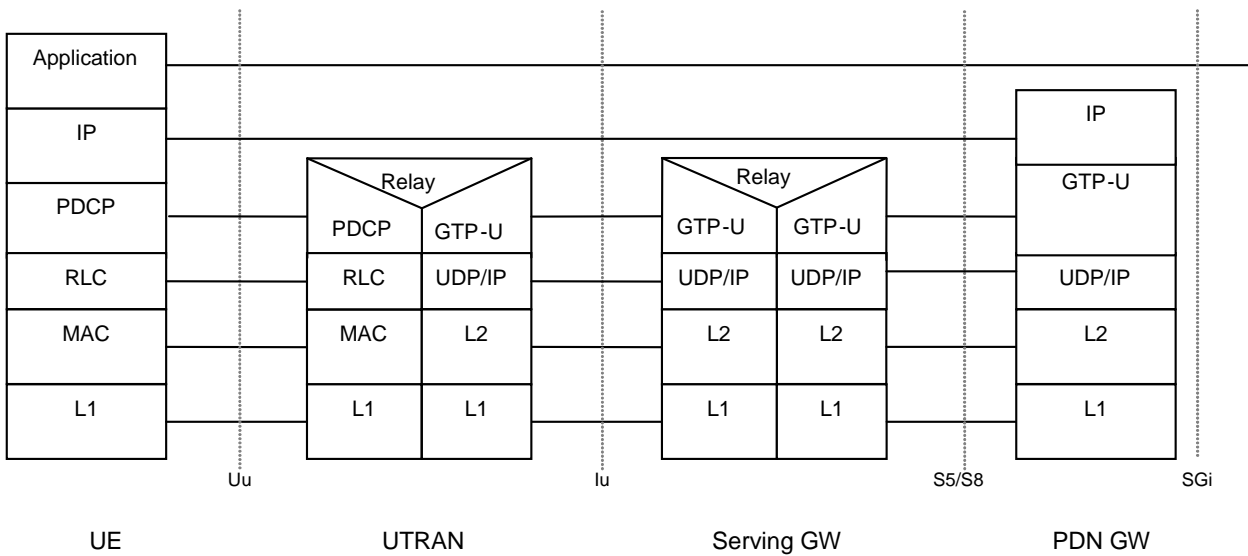 Application
IP
IP
Relay
Relay
PDCP
GTP-U
PDCP
GTP-U
GTP-U
GTP-U
RLC
RLC
UDP/IP
UDP/IP
UDP/IP
UDP/IP
MAC
MAC
L2
L2
L2
L2
L1
L1
L1
L1
L1
L1
Uu
Iu
S5/S8
SGi
UE
UTRAN
Serving GW
PDN GW